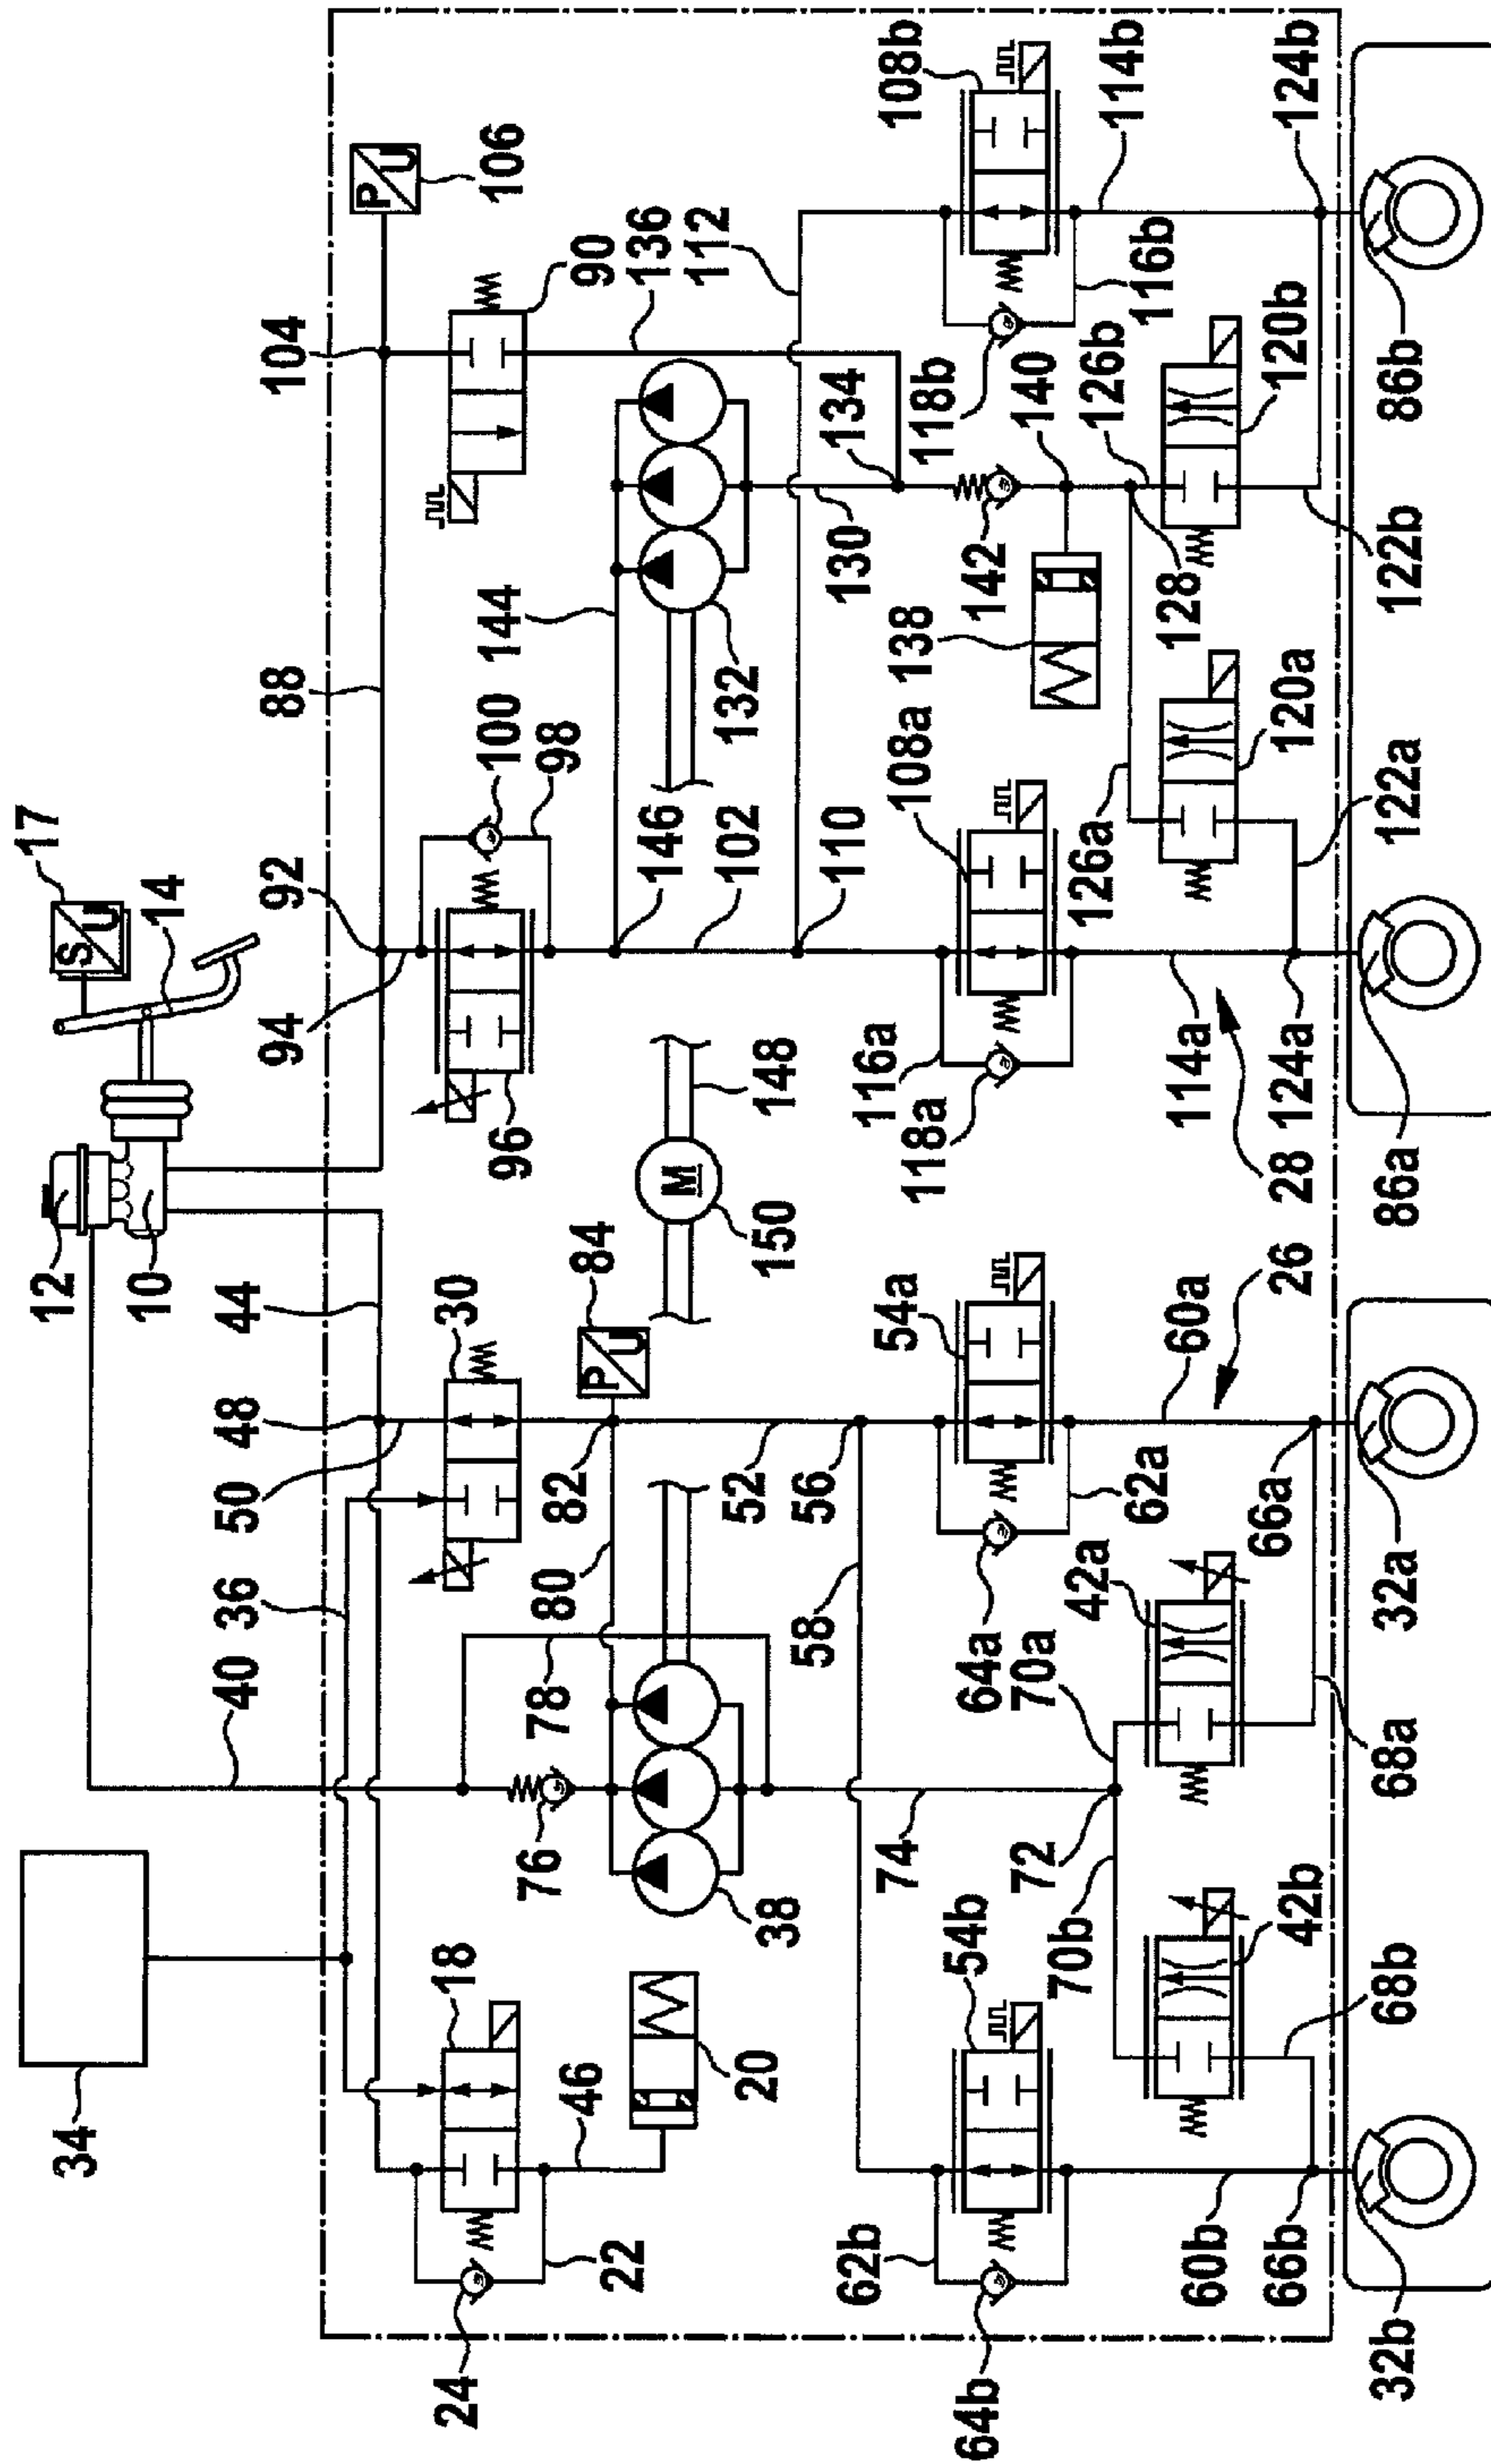 17
14
12
10
34
40
36
50
48
44
94
92
88
104
P
U
106
S
U
18
30
96
100
98
144
90
136
112
24
22
46
20
76
78
80
82
P
U
84
M
150
148
146
102
132
130
134
38
52
74
58
56
110
108a
138
142
118b
140
116b
108b
114b
62b
64b
54b
70b
72
64a
70a
62a
54a
116a
118a
126a
128
126b
42a
42b
60a
114a
120a
120b
124b
60b
66b
68b
68a
66a
26
28
124a
122a
122b
32b
32a
86a
86b